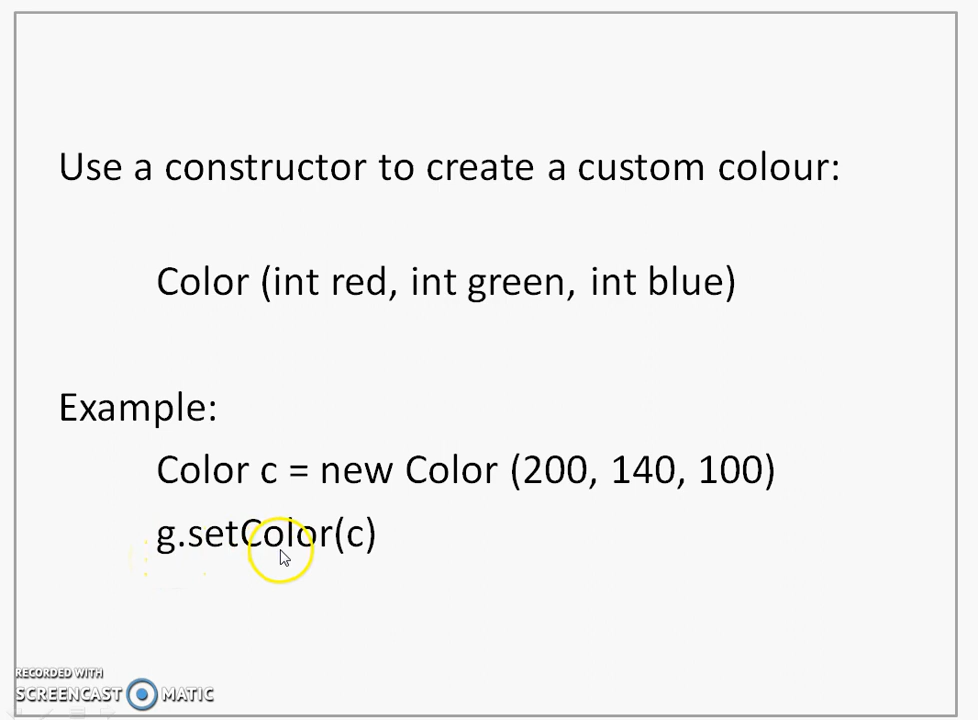 Use a constructor to create a custom colour:
Color (int red, int green, int blue)
Example:
Color c = new Color (200, 140, 100)
g.setColor(c)
RECORDED WITH
SCREENCAST MATIC